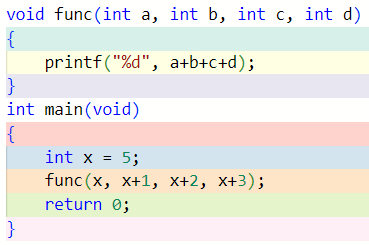 void func(int a, int b, int c, int d)
{
    printf("%d", a+b+c+d);
}
int main(void)
{
    int x = 5;
    func(x, x+1, x+2, x+3);
    return 0;
}